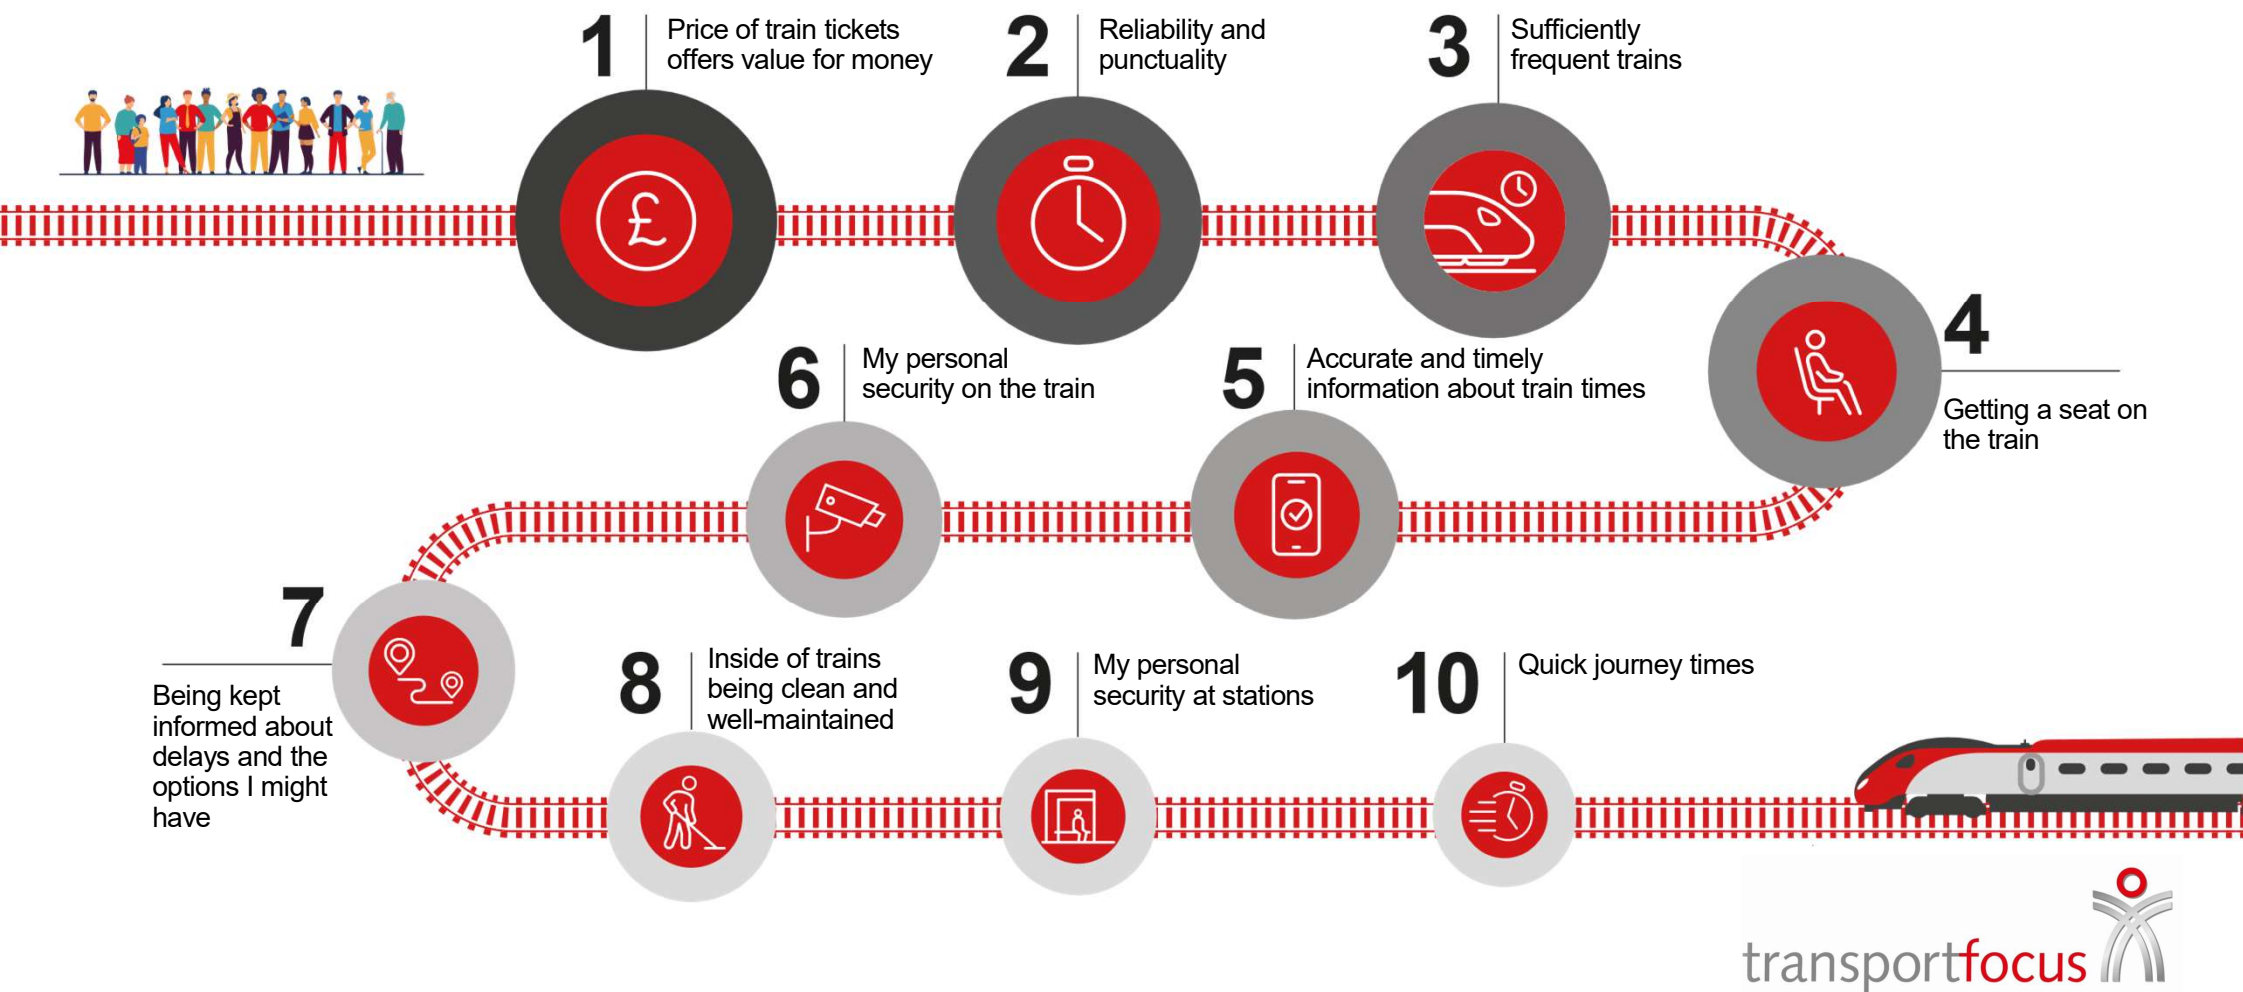 1
Price of train tickets
offers value for money
2
Reliability and
punctuality
3
Sufficiently
frequent trains
£
4
Getting a seat on
the train
5
Accurate and timely
information about train times
6
My personal
security on the train
7
Being kept
informed about
delays and the
options I might
have
8
Inside of trains
being clean and
well-maintained
9
My personal
security at stations
10
Quick journey times
transportfocus